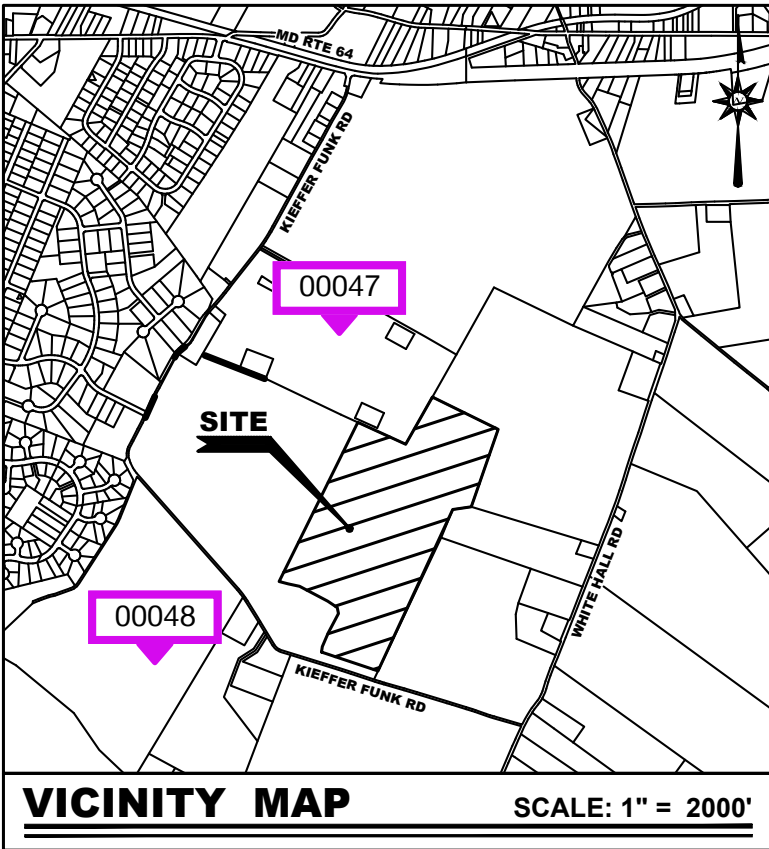 MD RTE 64
KIEFFER FUNK RD
00047
SITE
WHITE HALL RD
00048
KIEFFER FUNK RD
VICINITY MAP
SCALE: 1" = 2000'